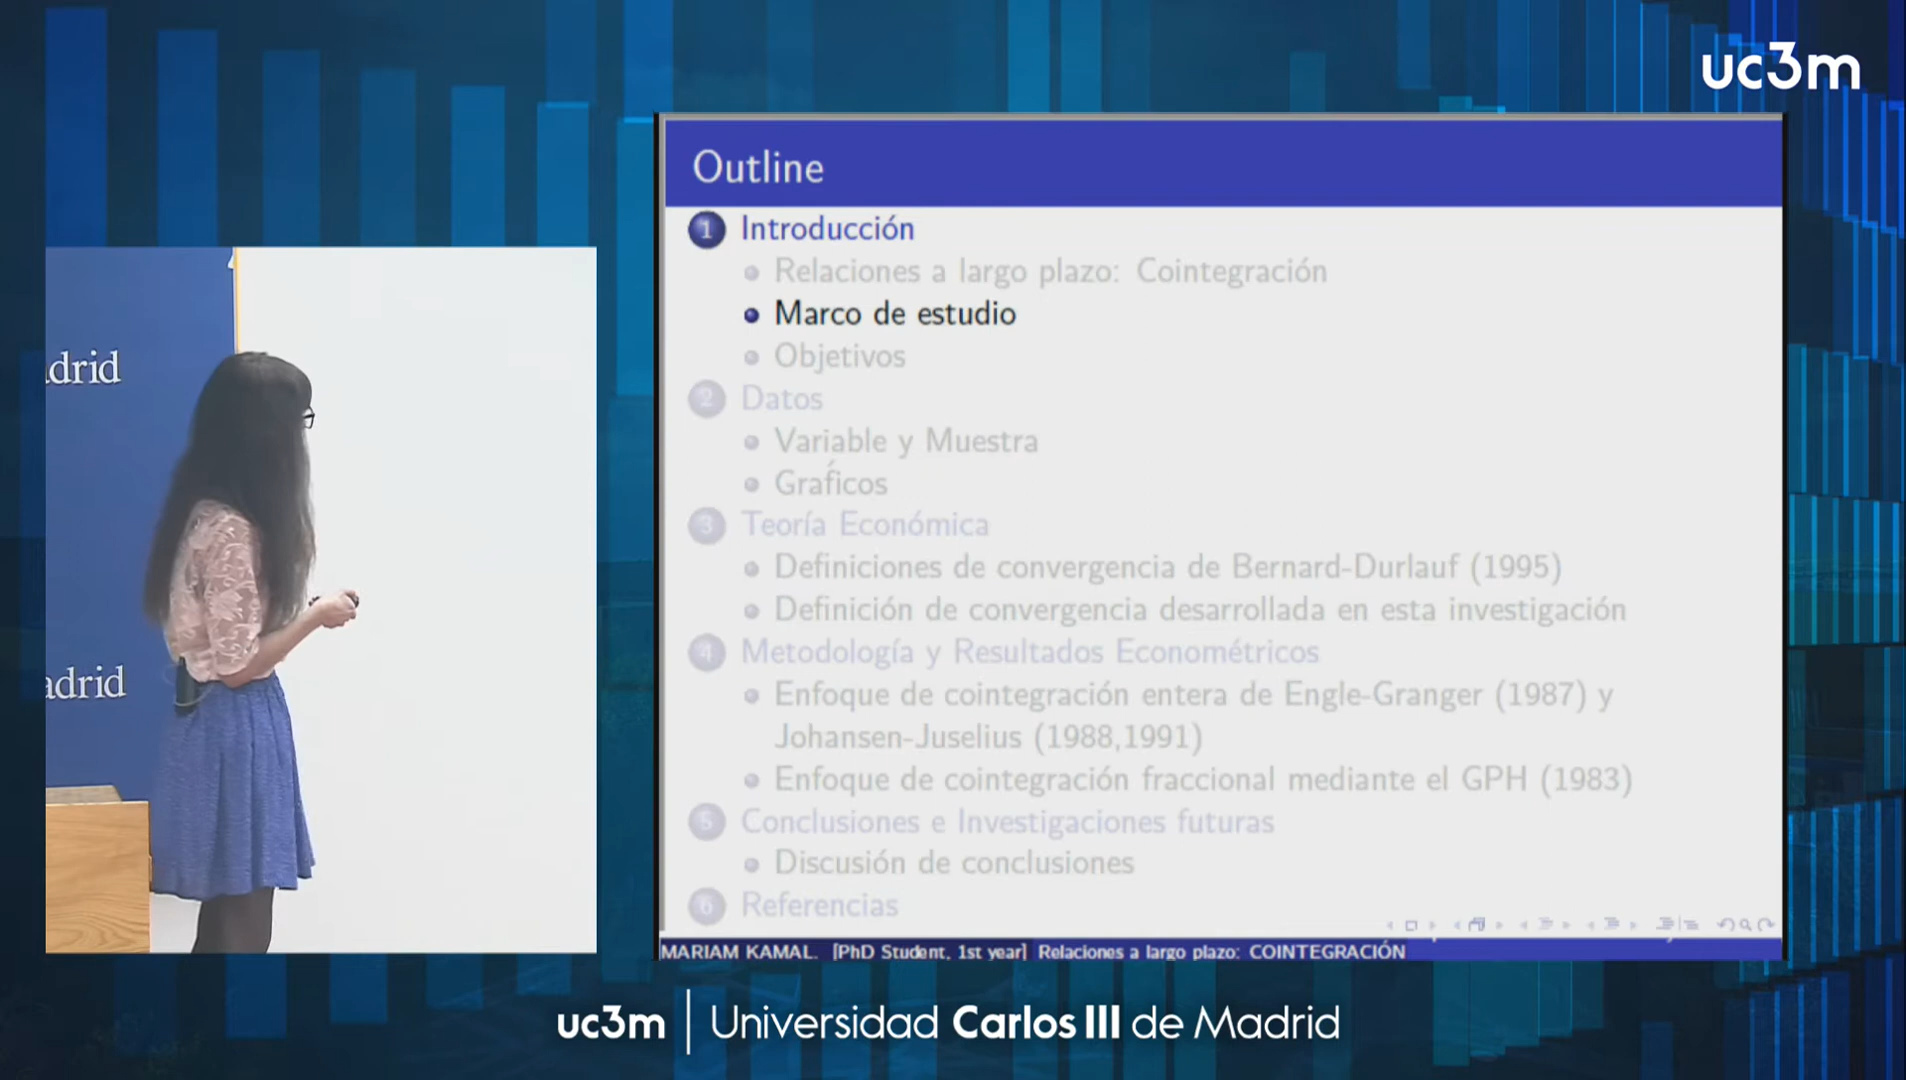 uc3m
Outline
1 Introducción
Relaciones a largo plazo: Cointegración
Marco de estudio
Objetivos
2 Datos
Variable y Muestra
Graf́icos
3 Teoría Económica
Definiciones de convergencia de Bernard-Durlauf (1995)
Definición de convergencia desarrollada en esta investigación
4 Metodología y Resultados Econométricos
Enfoque de cointegración entera de Engle-Granger (1987) y
Johansen-Juselius (1988,1991)
Enfoque de cointegración fraccional mediante el GPH (1983)
5 Conclusiones e Investigaciones futuras
Discusión de conclusiones
6 Referencias
MARIAM KAMAL. [PhD Student, 1st year] Relaciones a largo plazo: COINTEGRACIÓN
adrid
adrid
uc3m | Universidad Carlos III de Madrid